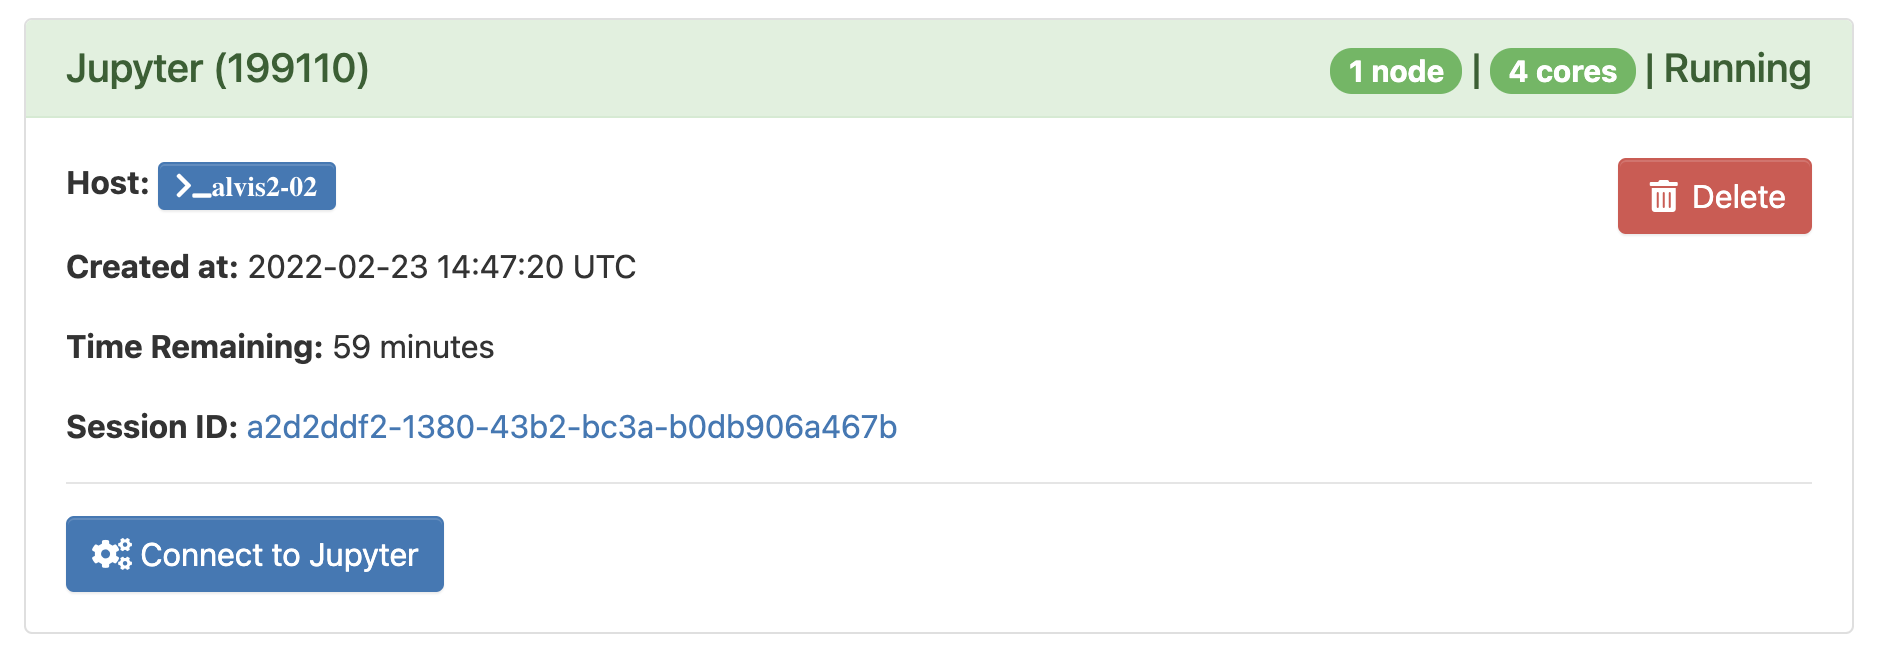 Jupyter (199110) 1 node | 4 cores | Running
Host: >_alvis2-02 Delete
Created at: 2022-02-23 14:47:20 UTC
Time Remaining: 59 minutes
Session ID: a2d2ddf2-1380-43b2-bc3a-b0db906a467b
Connect to Jupyter